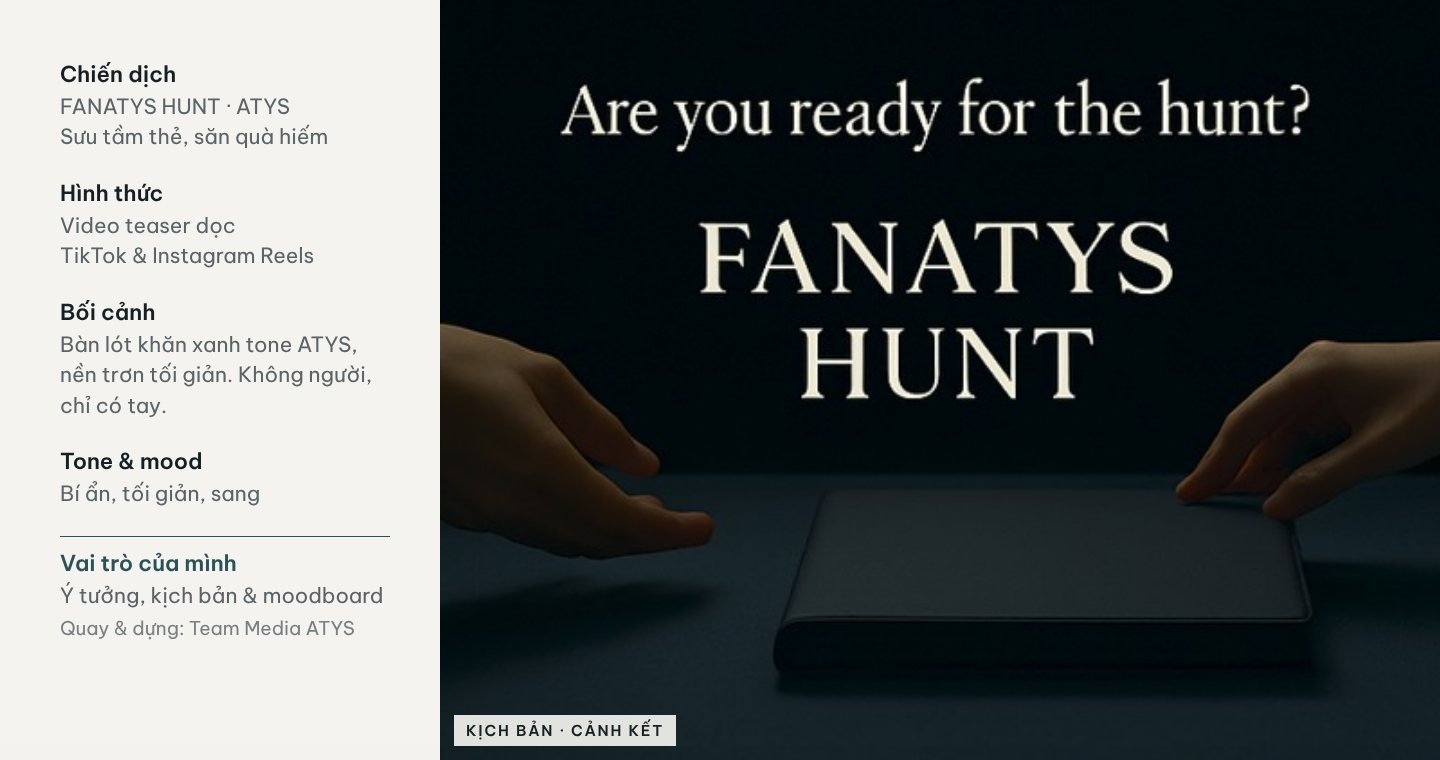 Chiến dịch
FANATYS HUNT · ATYS
Sưu tầm thẻ, săn quà hiếm
Hình thức
Video teaser dọc
TikTok & Instagram Reels
Bối cảnh
Bàn lót khăn xanh tone ATYS,
nền trơn tối giản. Không người,
chỉ có tay.
Tone & mood
Bí ẩn, tối giản, sang
Vai trò của mình
Ý tưởng, kịch bản & moodboard
Quay & dựng: Team Media ATYS
Are you ready for the hunt?
FANATYS
HUNT
KỊCH BẢN · CẢNH KẾT